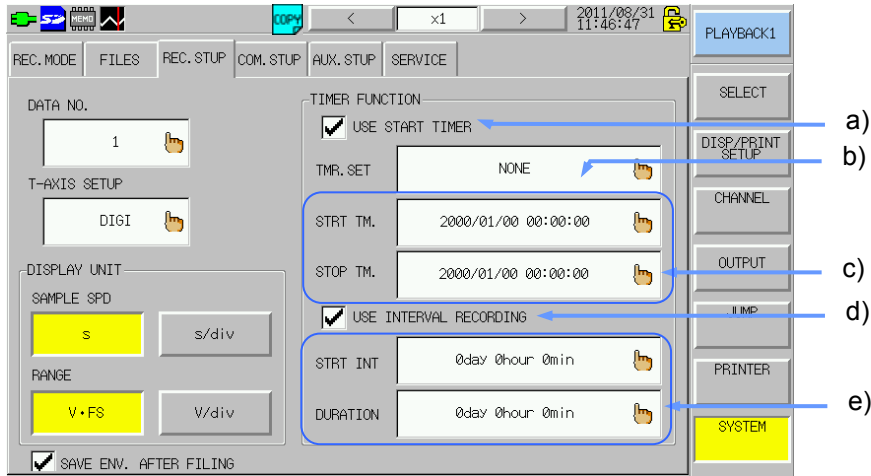 SD MEMO COPY < ×1 > 2011/08/31
11:46:47
PLAYBACK1
REC.MODE FILES REC.STUP COM.STUP AUX.STUP SERVICE
SELECT
DATA NO.
1
TIMER FUNCTION
USE START TIMER
a)
DISP/PRINT
SETUP
TMR.SET NONE
b)
T-AXIS SETUP
DIGI
CHANNEL
STRT TM. 2000/01/00 00:00:00
OUTPUT
STOP TM. 2000/01/00 00:00:00
c)
DISPLAY UNIT
SAMPLE SPD
s s/div
USE INTERVAL RECORDING
d)
JUMP
STRT INT 0day 0hour 0min
PRINTER
RANGE
V•FS V/div
DURATION 0day 0hour 0min
e)
SYSTEM
SAVE ENV. AFTER FILING